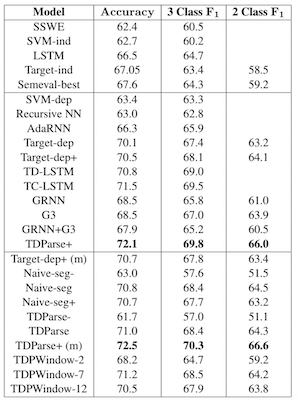 Model Accuracy 3 Class F1 2 Class F1
SSWE 62.4 60.5
SVM-ind 62.7 60.2
LSTM 66.5 64.7
Target-ind 67.05 63.4 58.5
Semeval-best 67.6 64.3 59.2
SVM-dep 63.4 63.3
Recursive NN 63.0 62.8
AdaRNN 66.3 65.9
Target-dep 70.1 67.4 63.2
Target-dep+ 70.5 68.1 64.1
TD-LSTM 70.8 69.0
TC-LSTM 71.5 69.5
GRNN 68.5 65.8 61.0
G3 68.5 67.0 63.9
GRNN+G3 67.9 65.2 60.5
TDParse+ 72.1 69.8 66.0
Target-dep+ (m) 70.7 67.8 63.4
Naive-seg- 63.0 57.6 51.5
Naive-seg 70.8 68.4 64.5
Naive-seg+ 70.7 67.7 63.2
TDParse- 61.7 57.0 51.1
TDParse 71.0 68.4 64.3
TDParse+ (m) 72.5 70.3 66.6
TDPWindow-2 68.2 64.7 59.2
TDPWindow-7 71.2 68.5 64.2
TDPWindow-12 70.5 67.9 63.8